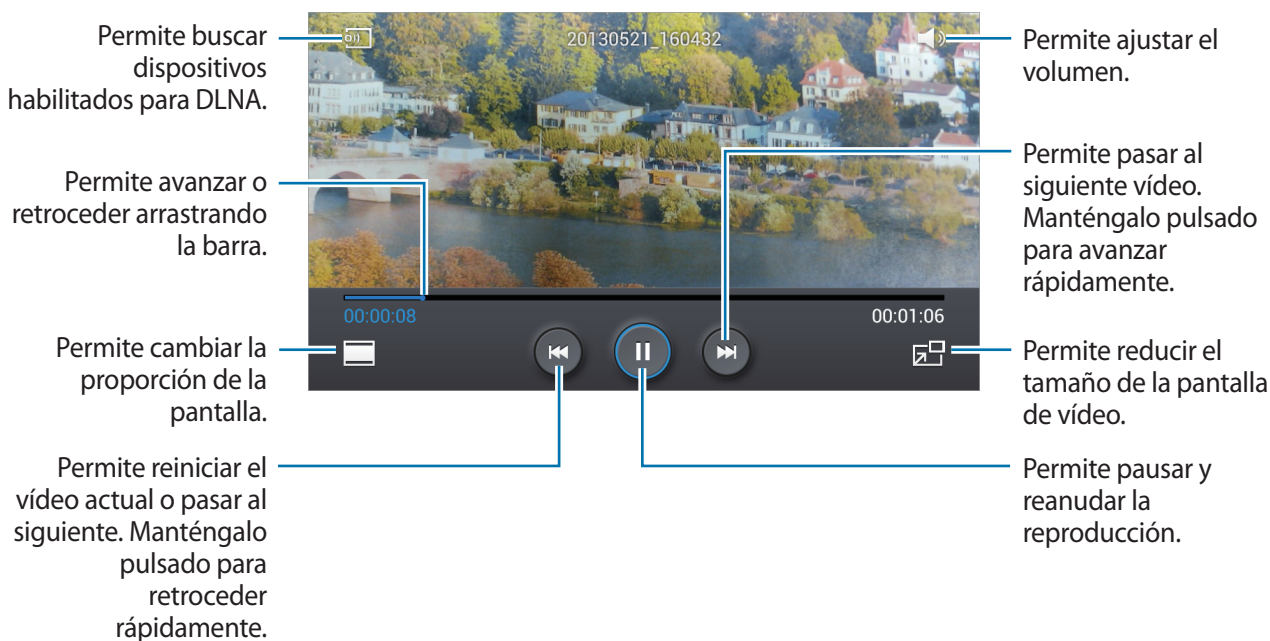 Permite buscar
dispositivos
habilitados para DLNA.
Permite avanzar o
retroceder arrastrando
la barra.
Permite cambiar la
proporción de la
pantalla.
Permite reiniciar el
vídeo actual o pasar al
siguiente. Manténgalo
pulsado para
retroceder
rápidamente.
20130521_160432
00:00:08
00:01:06
Permite ajustar el
volumen.
Permite pasar al
siguiente vídeo.
Manténgalo pulsado
para avanzar
rápidamente.
Permite reducir el
tamaño de la pantalla
de vídeo.
Permite pausar y
reanudar la
reproducción.